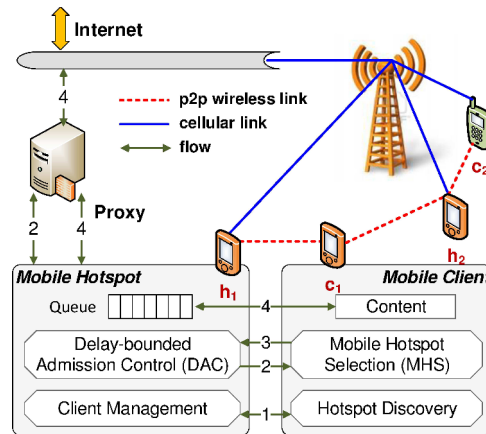 Internet
4
p2p wireless link
cellular link
flow
c2
Proxy
2
4
h2
h1
c1
Mobile Hotspot
Mobile Client
Queue
4
Content
Delay-bounded
Admission Control (DAC)
3
2
Mobile Hotspot
Selection (MHS)
Client Management
1
Hotspot Discovery